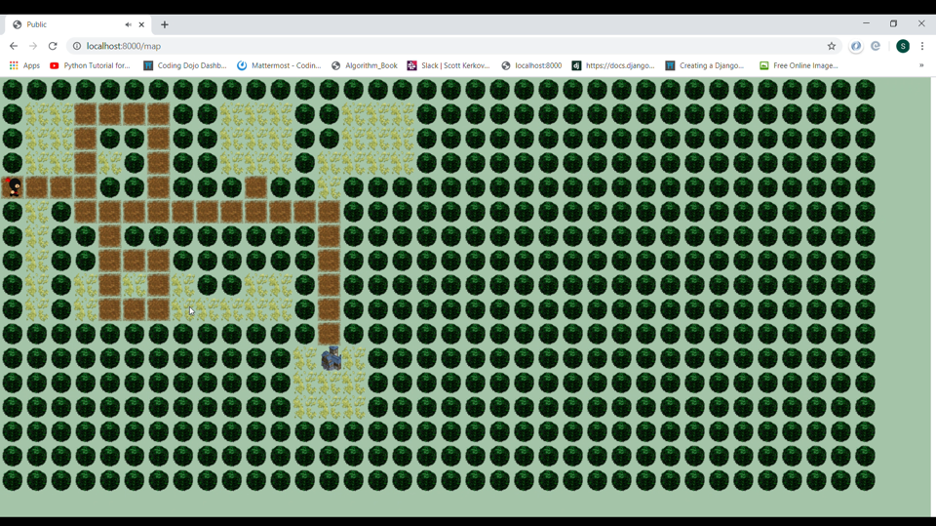 Public
localhost:8000/map
S
Apps
Python Tutorial for...
Coding Dojo Dashb...
Mattermost - Codin...
Algorithm_Book
Slack | Scott Kerkov...
localhost:8000
https://docs.djang...
Creating a Django...
Free Online Image...
»